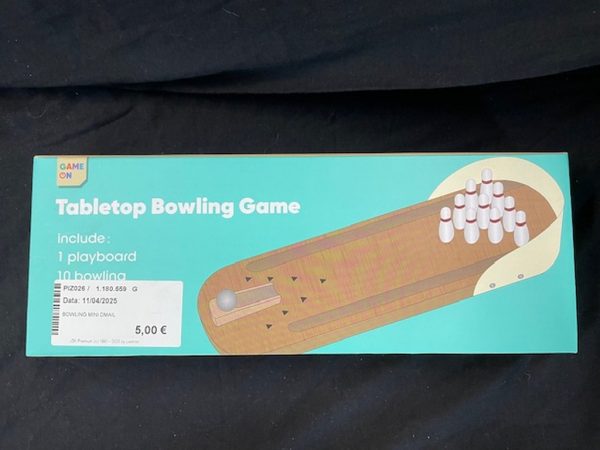 GAME
ON
Tabletop Bowling Game
include:
1 playboard
10 bowling
PIZ026 / 1.180.559 G
Data: 11/04/2025
BOWLING MINI DMAIL
5,00 €